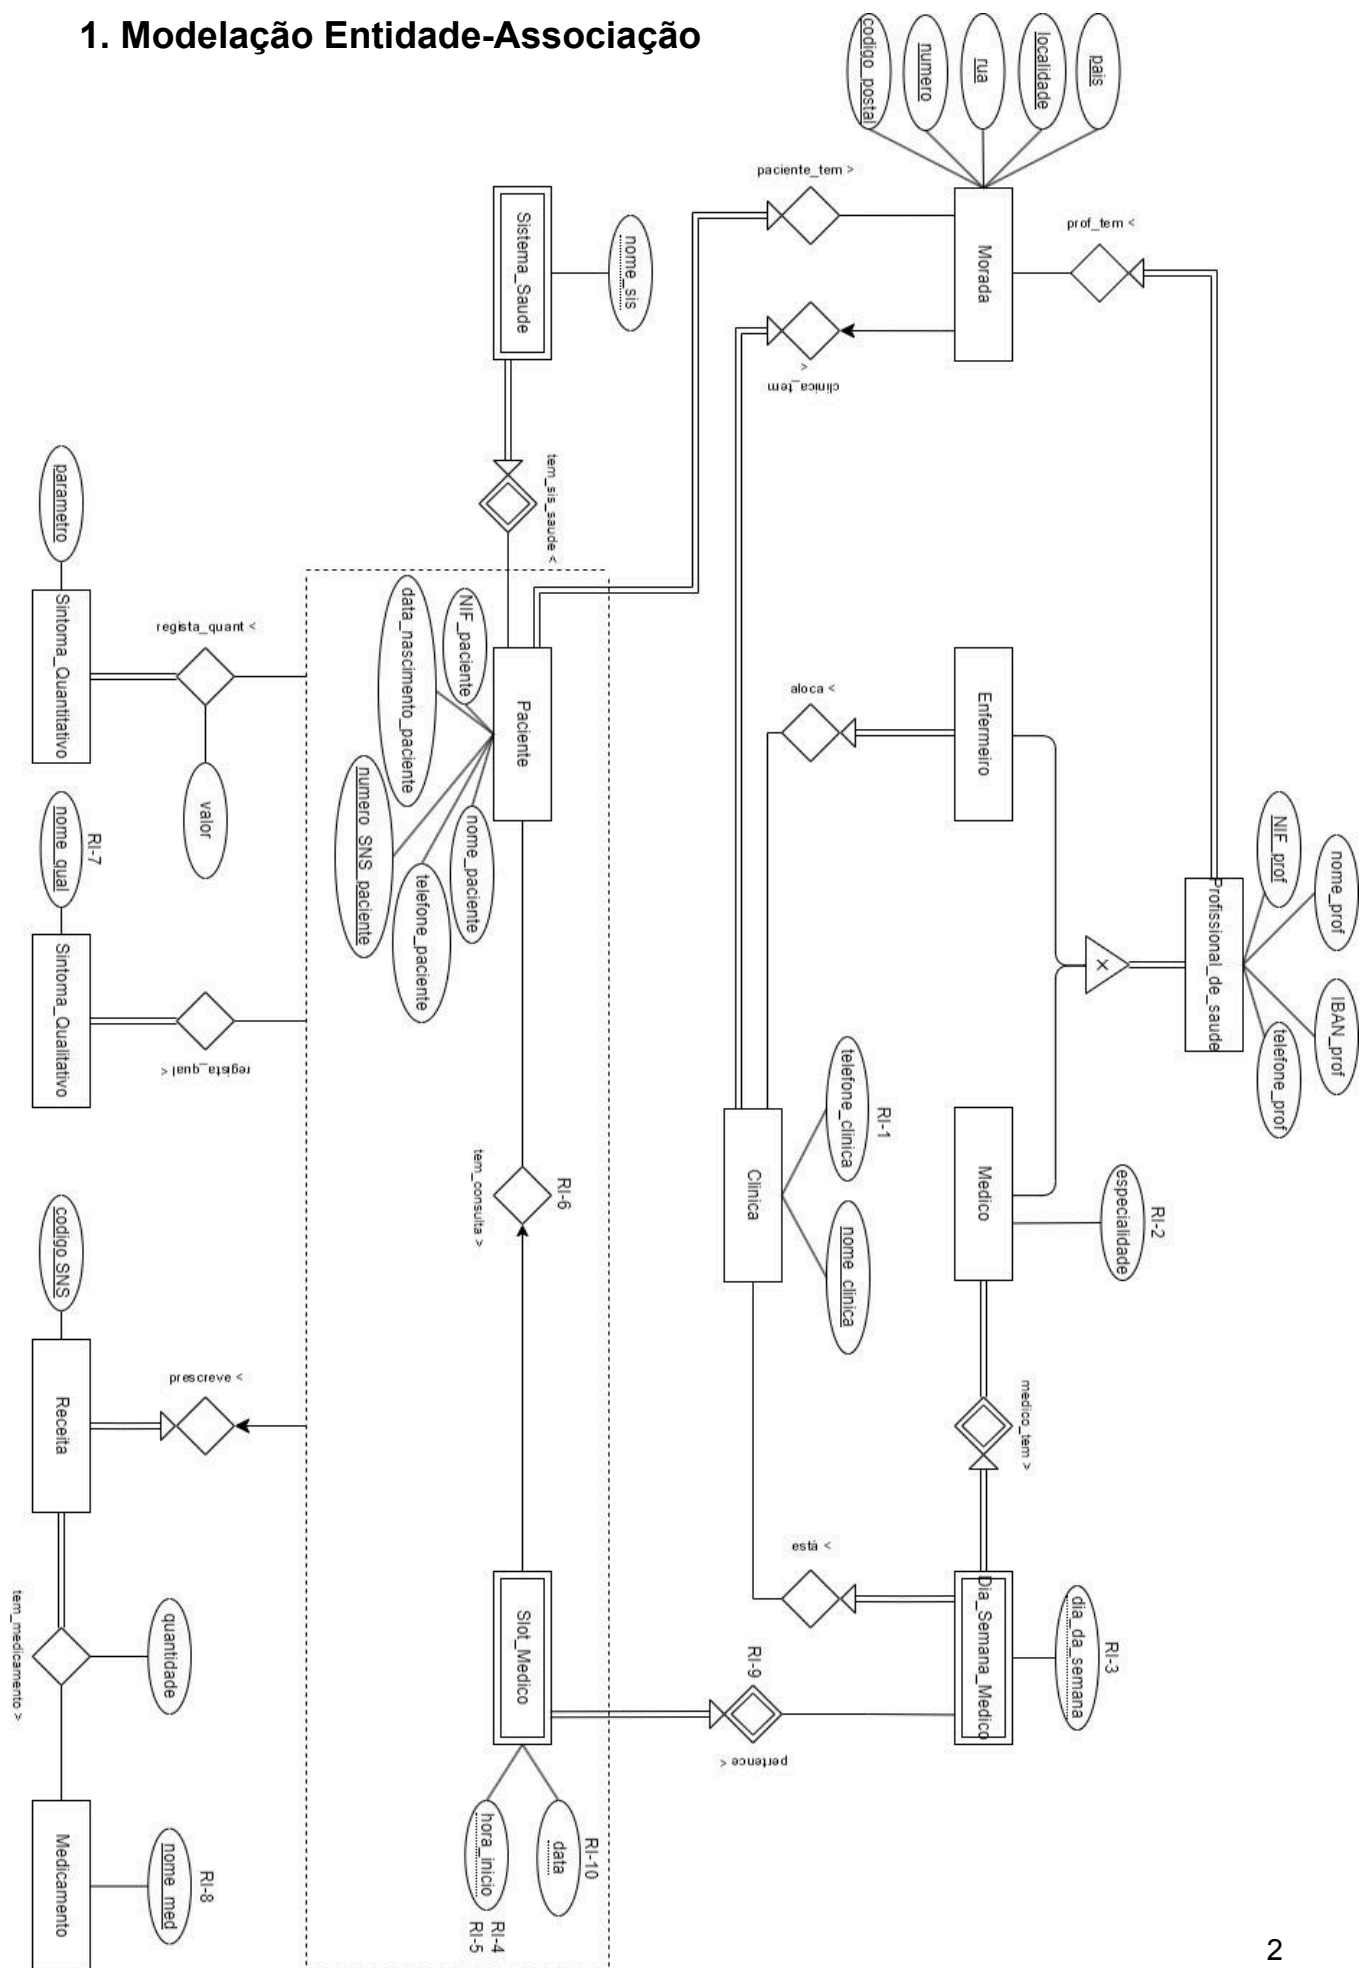 1. Modelação Entidade-Associação
codigo_postal
numero
rua
localidade
pais
paciente_tem >
Morada
prof_tem <
clinica_tem
>
nome_sis
Sistema_Saude
tem_sis_saude <
parametro
Sintoma_Quantitativo
regista_quant <
valor
NIF_paciente
data_nascimento_paciente
numero_SNS_paciente
telefone_paciente
nome_paciente
Paciente
aloca <
Enfermeiro
NIF_prof
nome_prof
IBAN_prof
telefone_prof
Profissional_de_saude
x
RI-7
nome_qual
Sintoma_Qualitativo
regista_qual <
RI-1
telefone_clinica
nome_clinica
Clinica
Medico
especialidade
RI-2
RI-6
tem_consulta >
medico_tem >
codigo SNS
Receita
prescreve <
está <
Dia_Semana_Medico
dia_da_semana
RI-3
Slot_Medico
RI-9
pertence <
tem_medicamento >
quantidade
hora_inicio
data
RI-10
RI-4
RI-5
Medicamento
nome_med
RI-8
2